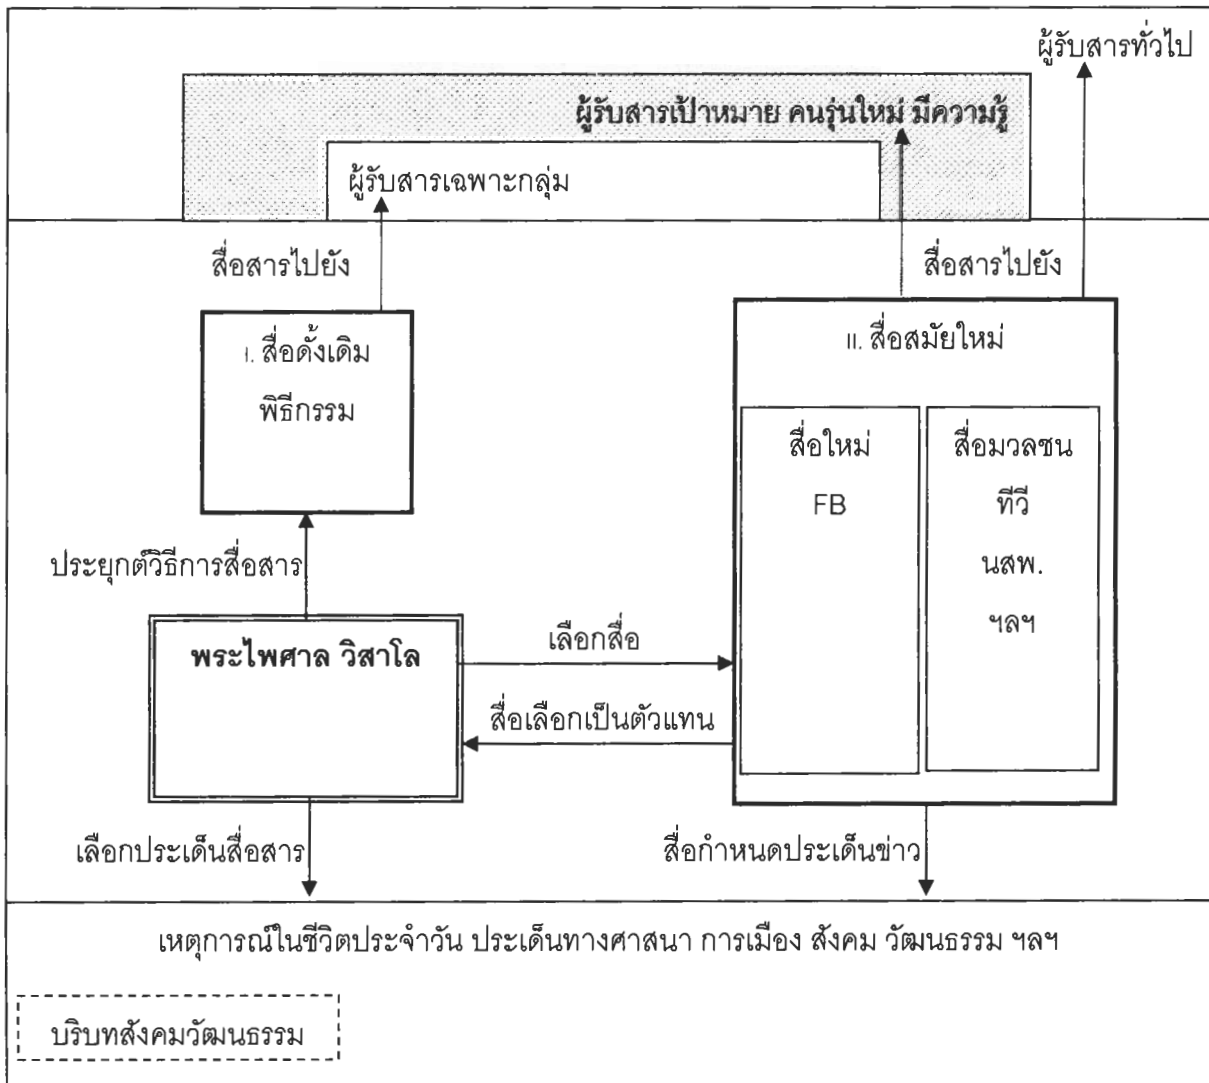 ผู้รับสารทั่วไป
ผู้รับสารเป้าหมาย คนรุ่นใหม่ มีความรู้
ผู้รับสารเฉพาะกลุ่ม
สื่อสารไปยัง
สื่อสารไปยัง
I. สื่อดั้งเดิม
พิธีกรรม
II. สื่อสมัยใหม่
สื่อใหม่
FB
สื่อมวลชน
ทีวี
นสพ.
ฯลฯ
ประยุกต์วิธีการสื่อสาร
พระไพศาล วิสาโล
เลือกสื่อ
สื่อเลือกเป็นตัวแทน
เลือกประเด็นสื่อสาร
สื่อกำหนดประเด็นข่าว
เหตุการณ์ในชีวิตประจำวัน ประเด็นทางศาสนา การเมือง สังคม วัฒนธรรม ฯลฯ
บริบทสังคมวัฒนธรรม